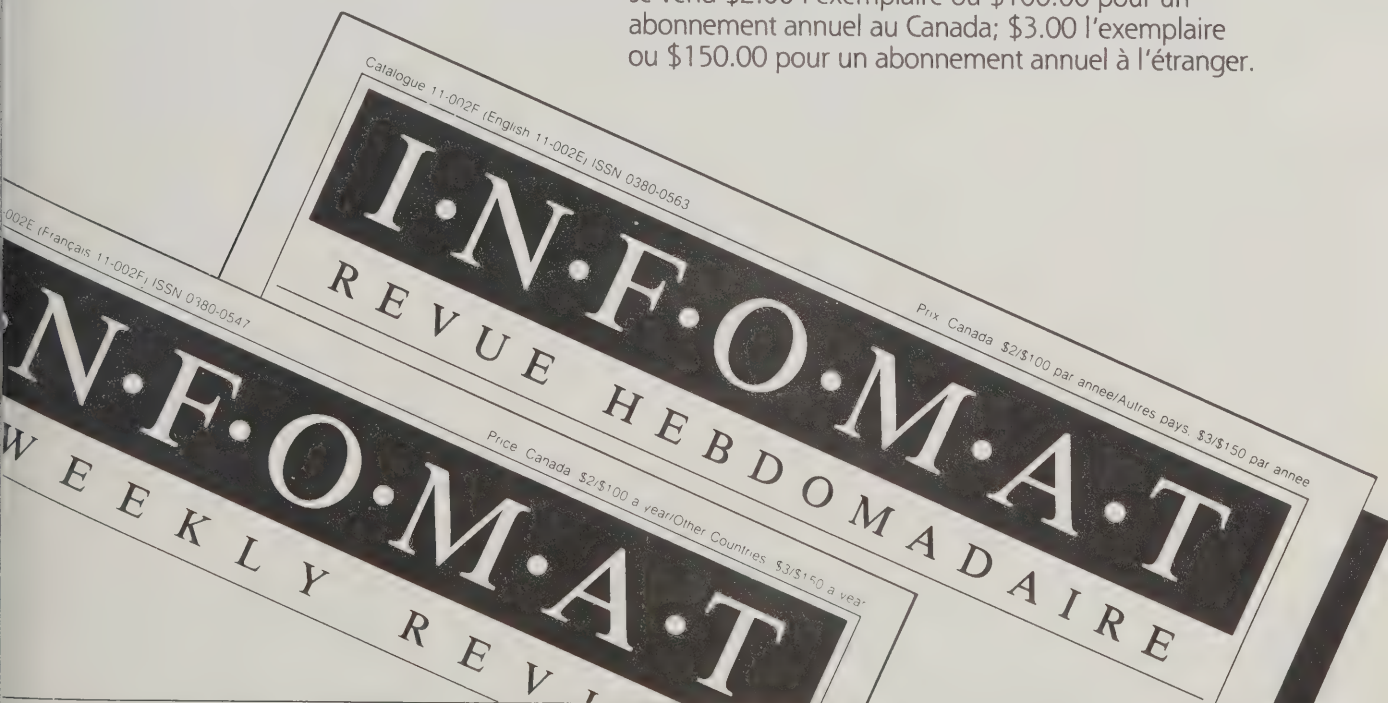 abonnement annuel au Canada; $3.00 l'exemplaire
ou $150.00 pour un abonnement annuel à l'étranger.
Catalogue 11-002F (English 11-002E) ISSN 0380-0563
I·N·F·O·M·A·T
REVUE HEBDOMADAIRE
Prix Canada $2/$100 par annee/Autres pays. $3/$150 par annee
-002E (Français 11-002F) ISSN 0380-0547
N·F·O·M·A·T
WEEKLY REVI
Price Canada $2/$100 a year/Other Countries $3/$150 a year